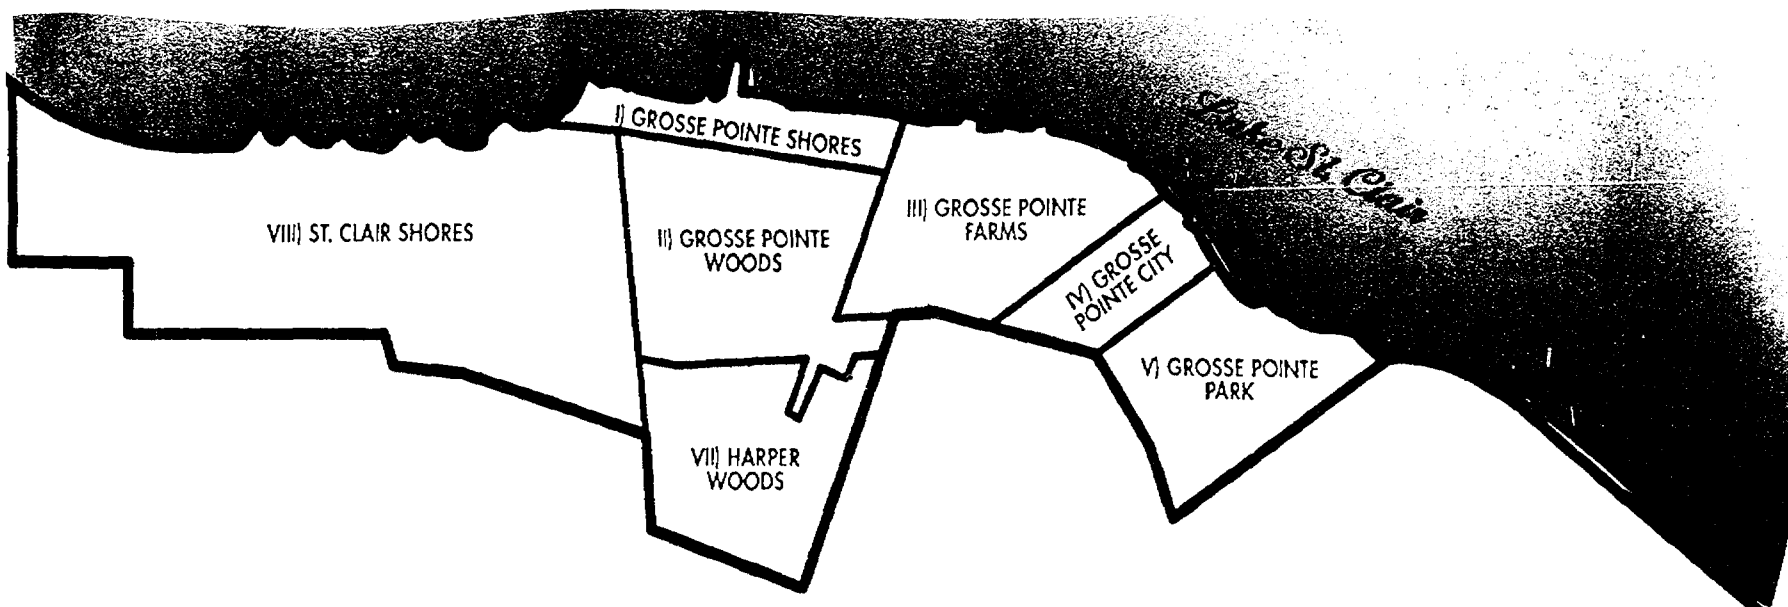 I) GROSSE POINTE SHORES
VIII) ST. CLAIR SHORES
II) GROSSE POINTE
WOODS
III) GROSSE POINTE
FARMS
IV) GROSSE
POINTE CITY
V) GROSSE POINTE
PARK
VII) HARPER
WOODS
Lake St. Clair